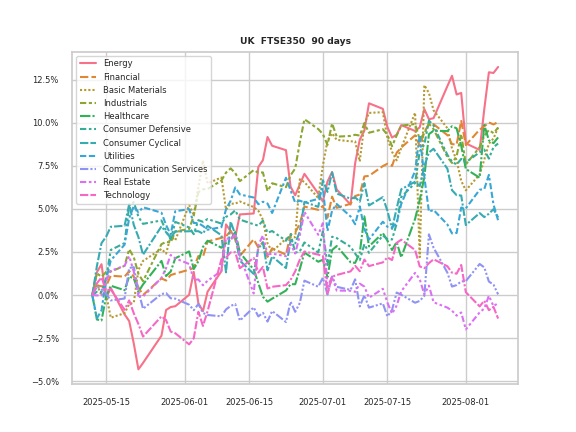 UK FTSE350 90 days
Energy
Financial
Basic Materials
Industrials
Healthcare
Consumer Defensive
Consumer Cyclical
Utilities
Communication Services
Real Estate
Technology
12.5%
10.0%
7.5%
5.0%
2.5%
0.0%
−2.5%
−5.0%
2025-05-15 2025-06-01 2025-06-15 2025-07-01 2025-07-15 2025-08-01